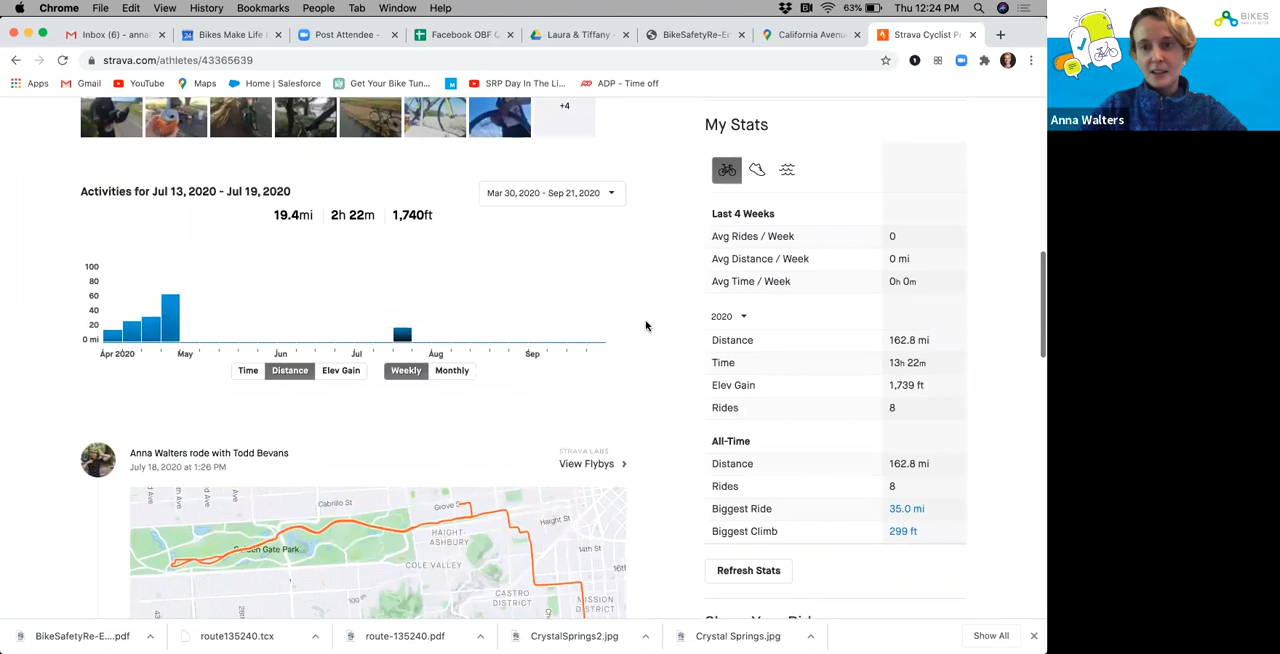 Chrome File Edit View History Bookmarks People Tab Window Help
63% Thu 12:24 PM
Inbox (60) - anna
Bikes Make Life
Post Attendee -
Facebook OBF
Laura & Tiffany
BikeSafetyRe-En
California Avenu
Strava Cyclist P
strava.com/athletes/43365639
Apps Gmail YouTube Maps Home | Salesforce Get Your Bike Tun... SRP Day In The Li... ADP - Time off
BIKES
Anna Walters
+4
Activities for Jul 13, 2020 - Jul 19, 2020
Mar 30, 2020 - Sep 21, 2020
19.4mi 2h 22m 1,740ft
100
80
60
40
20
0 mi
Apr 2020 May Jun Jul Aug Sep
Time Distance Elev Gain Weekly Monthly
Anna Walters rode with Todd Bevans
July 18, 2020 at 1:26 PM
STRAVA LABS
View Flybys
Cabrillo St
Grove
Haight St
HAIGHT-
ASHBURY
Golden Gate Park
COLE VALLEY
14th St
16th
CASTRO
DISTRICT
MISSION
DISTRICT
My Stats
Last 4 Weeks
Avg Rides / Week 0
Avg Distance / Week 0 mi
Avg Time / Week 0h 0m
2020
Distance 162.8 mi
Time 13h 22m
Elev Gain 1,739 ft
Rides 8
All-Time
Distance 162.8 mi
Rides 8
Biggest Ride 35.0 mi
Biggest Climb 299 ft
Refresh Stats
BikeSafetyRe-E....pdf
route135240.tcx
route-135240.pdf
CrystalSprings2.jpg
Crystal Springs.jpg
Show All